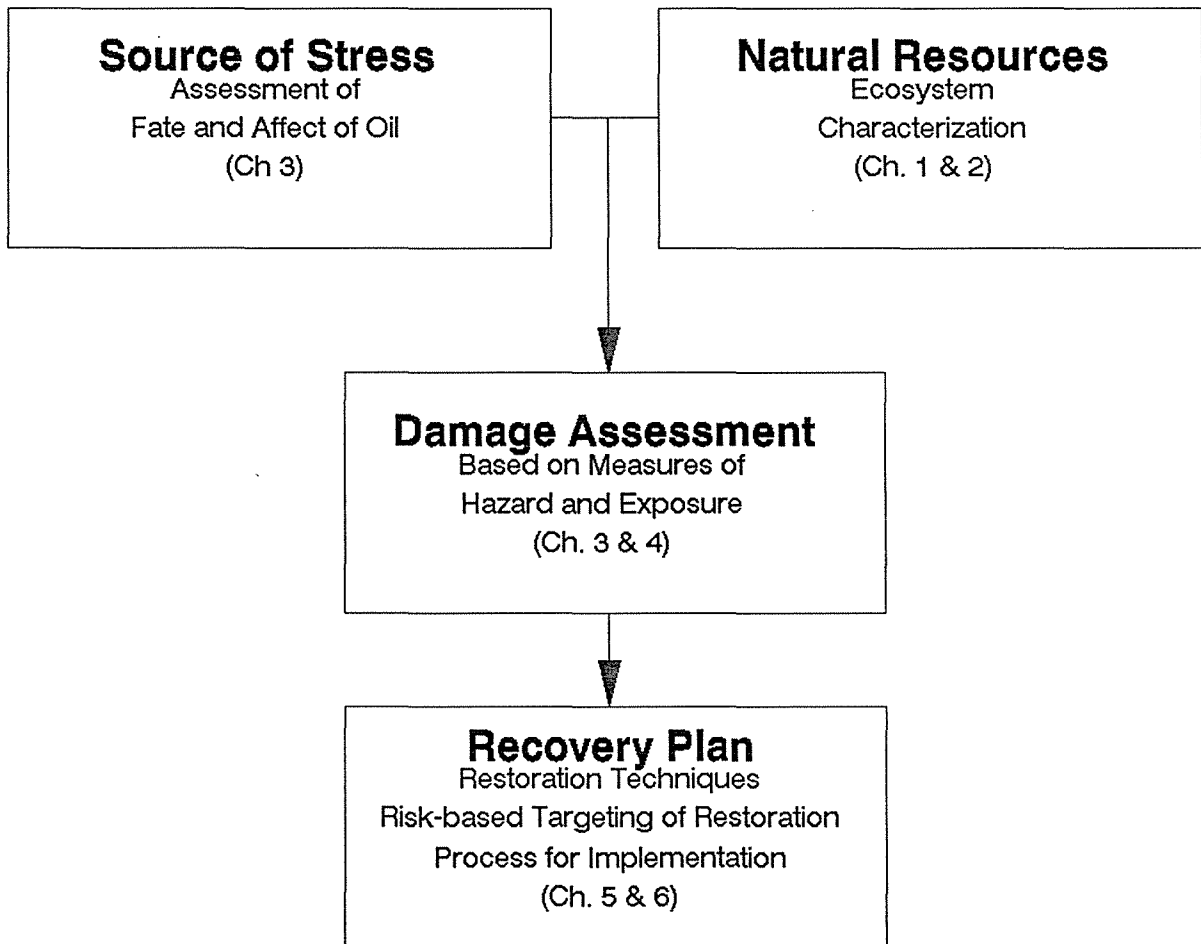 Source of Stress
Assessment of
Fate and Affect of Oil
(Ch 3)
Natural Resources
Ecosystem
Characterization
(Ch. 1 & 2)
Damage Assessment
Based on Measures of
Hazard and Exposure
(Ch. 3 & 4)
Recovery Plan
Restoration Techniques
Risk-based Targeting of Restoration
Process for Implementation
(Ch. 5 & 6)